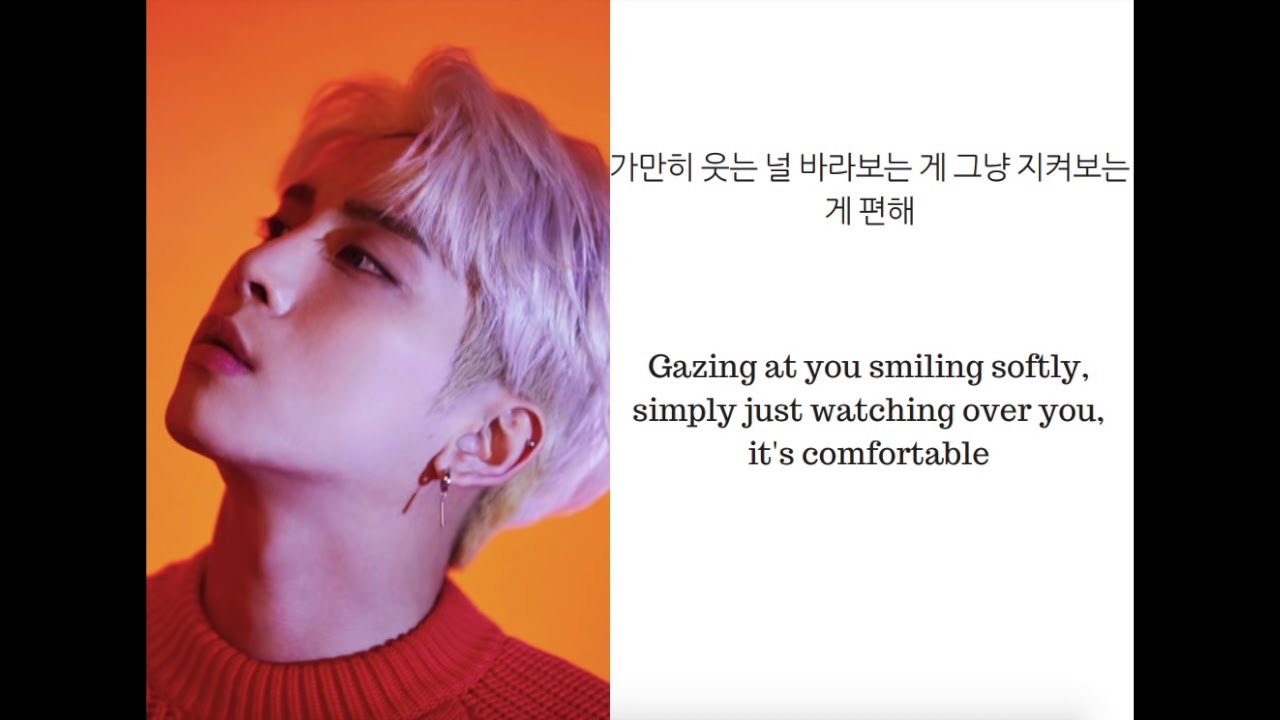 가만히 웃는 널 바라보는 게 그냥 지켜보는
게 편해
Gazing at you smiling softly,
simply just watching over you,
it's comfortable